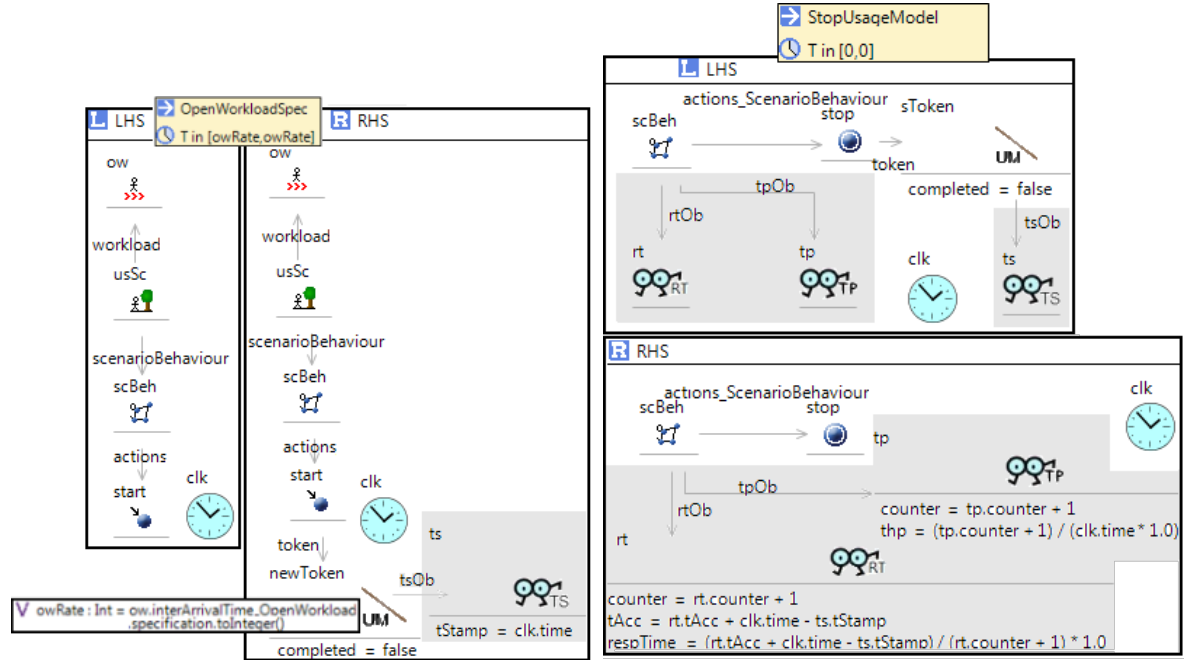 OpenWorkloadSpec
T in [owRate,owRate]
L LHS
ow
workload
usSc
scenarioBehaviour
scBeh
actions
start
clk
R RHS
ow
workload
usSc
scenarioBehaviour
scBeh
actions
start
clk
token
newToken
UM
completed = false
tsOb
ts
TS
tStamp = clk.time
V owRate : Int = ow.interArrivalTime_OpenWorkload
.specification.toInteger()
StopUsageModel
T in [0,0]
L LHS
actions_ScenarioBehaviour
scBeh
stop
sToken
token
UM
completed = false
tpOb
rtOb
tsOb
rt
RT
tp
TP
clk
ts
TS
R RHS
actions_ScenarioBehaviour
scBeh
stop
clk
tp
TP
tpOb
counter = tp.counter + 1
thp = (tp.counter + 1) / (clk.time * 1.0)
rtOb
rt
RT
counter = rt.counter + 1
tAcc = rt.tAcc + clk.time - ts.tStamp
respTime = (rt.tAcc + clk.time - ts.tStamp) / (rt.counter + 1) * 1.0